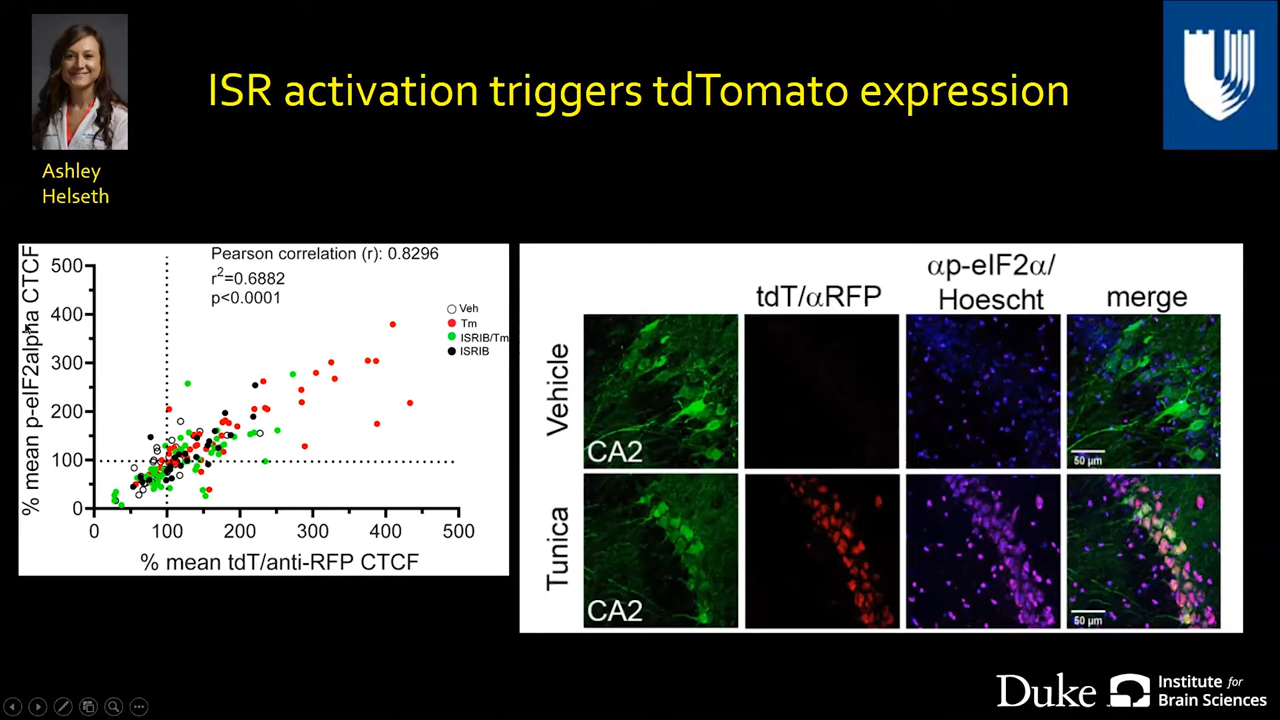 ISR activation triggers tdTomato expression
Ashley
Helseth
Pearson correlation (r): 0.8296
r2=0.6882
p<0.0001
Veh
Tm
ISRIB/Tm
ISRIB
% mean p-eIF2alpha CTCF
500
400
300
200
100
0
0 100 200 300 400 500
% mean tdT/anti-RFP CTCF
tdT/αRFP
αp-eIF2α/
Hoescht
merge
Vehicle
CA2
50 µm
Tunica
CA2
50 µm
Duke
Institute for
Brain Sciences